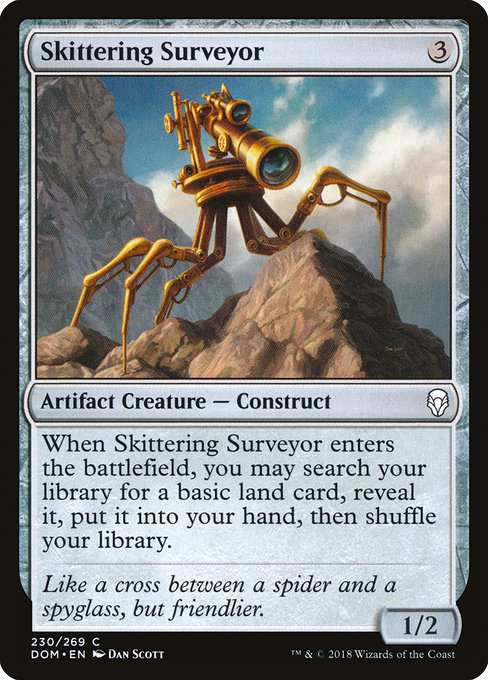 Skittering Surveyor 3
Artifact Creature — Construct
When Skittering Surveyor enters
the battlefield, you may search your
library for a basic land card, reveal
it, put it into your hand, then shuffle
your library.
Like a cross between a spider and a
spyglass, but friendlier.
1/2
230/269 C
DOM • EN Dan Scott
™ & © 2018 Wizards of the Coast